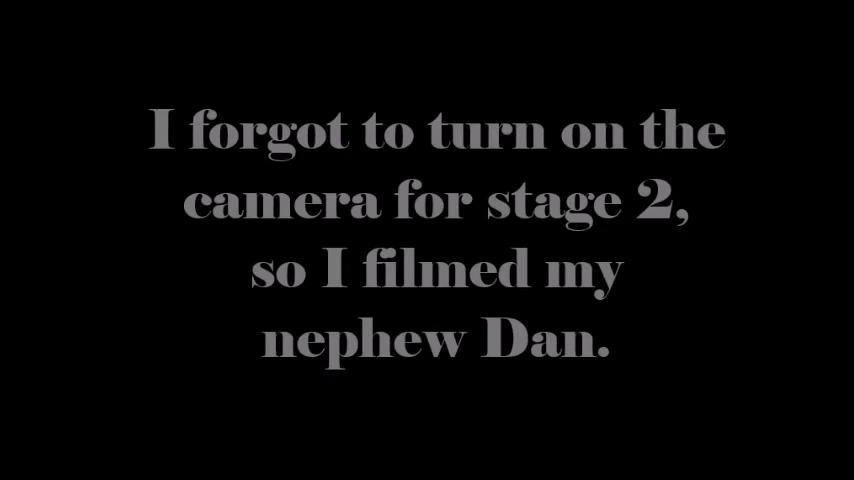 I forgot to turn on the
camera for stage 2,
so I filmed my
nephew Dan.